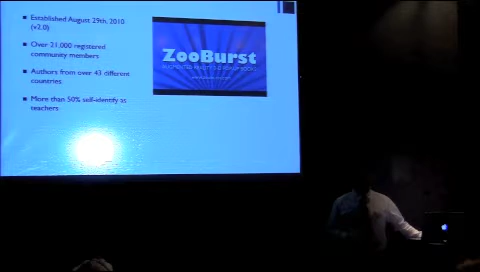 Established August 29th, 2010
(v2.0)
Over 21,000 registered
community members
Authors from over 43 different
countries
More than 50% self-identify as
teachers
ZooBurst